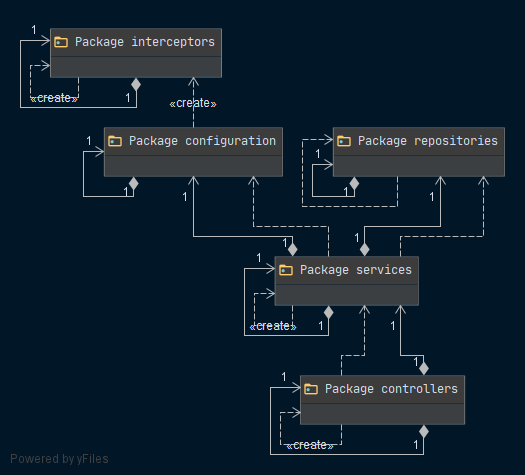 1
Package interceptors
«create»
1
«create»
1
Package configuration
1
Package repositories
1
1
1
1
1
1
1
1
Package services
«create»
1
1
1
1
Package controllers
«create»
1
Powered by yFiles